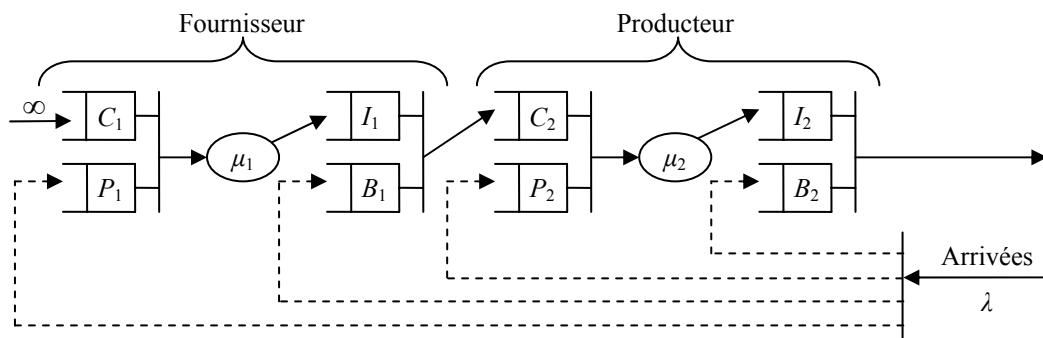 Fournisseur
Producteur
∞
C1
I1
C2
I2
μ1
μ2
P1
B1
P2
B2
Arrivées
λ